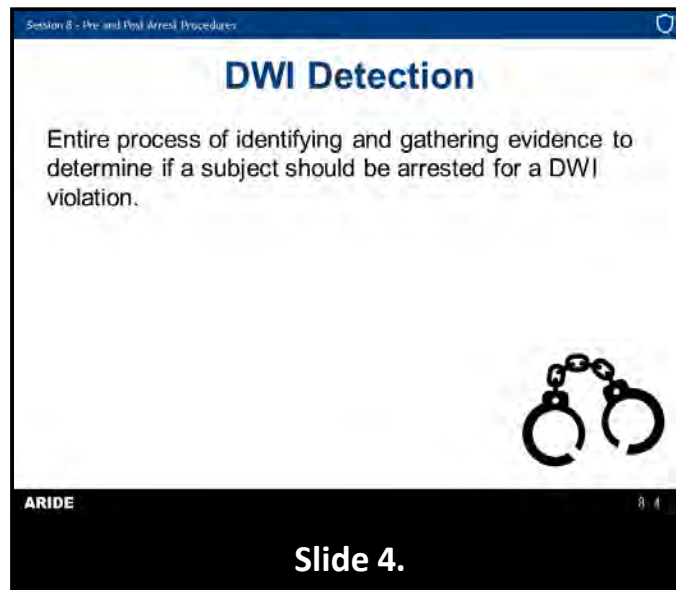 Session 8 - Pre and Post Arrest Procedures
DWI Detection
Entire process of identifying and gathering evidence to
determine if a subject should be arrested for a DWI
violation.
ARIDE
8-4
Slide 4.